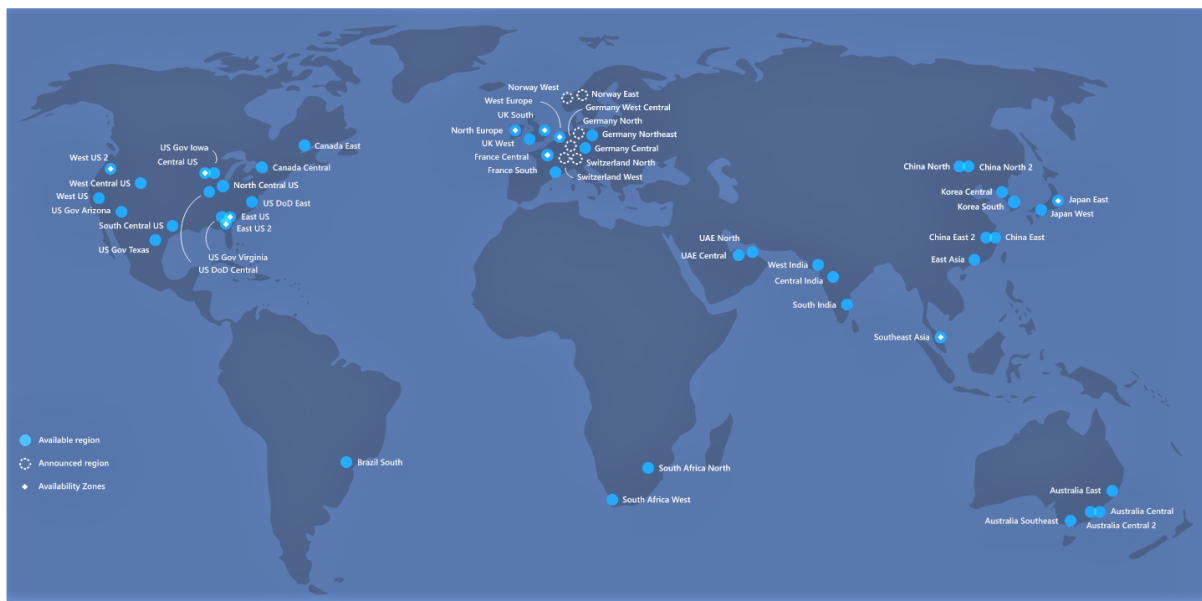 Norway West
Norway East
West Europe
Germany West Central
UK South
Germany North
North Europe
Germany Northeast
UK West
Germany Central
France Central
Switzerland North
France South
Switzerland West
US Gov Iowa
Canada East
West US 2
Central US
Canada Central
West Central US
North Central US
West US
US DoD East
US Gov Arizona
East US
South Central US
East US 2
US Gov Texas
US Gov Virginia
US DoD Central
China North
China North 2
Korea Central
Japan East
Korea South
Japan West
UAE North
China East 2
China East
UAE Central
West India
East Asia
Central India
South India
Southeast Asia
Available region
Announced region
Availability Zones
Brazil South
South Africa North
South Africa West
Australia East
Australia Central
Australia Southeast
Australia Central 2